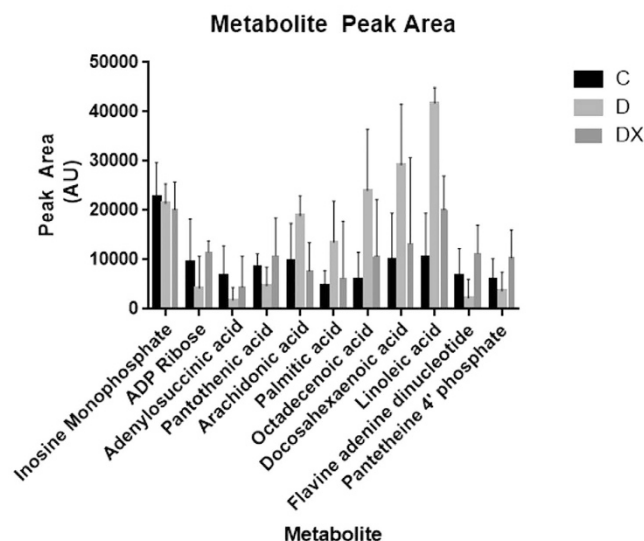 Metabolite Peak Area
50000
40000
30000
20000
10000
0
Peak Area
(AU)
C
D
DX
Inosine Monophosphate
ADP Ribose
Adenylosuccinic acid
Pantothenic acid
Arachidonic acid
Palmitic acid
Octadecenoic acid
Docosahexaenoic acid
Linoleic acid
Flavine adenine dinucleotide
Pantetheine 4' phosphate
Metabolite